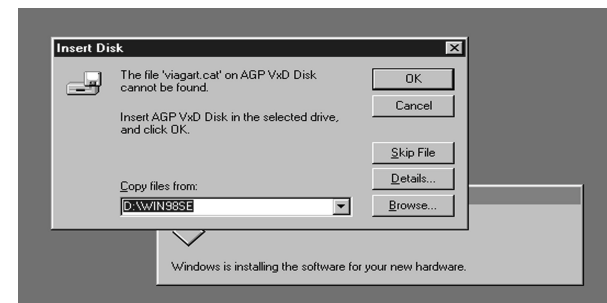 Insert Disk
The file 'viagart.cat' on AGP VxD Disk
cannot be found.
Insert AGP VxD Disk in the selected drive,
and click OK.
Copy files from:
D:\WIN98SE
OK
Cancel
Skip File
Details...
Browse...
Windows is installing the software for your new hardware.